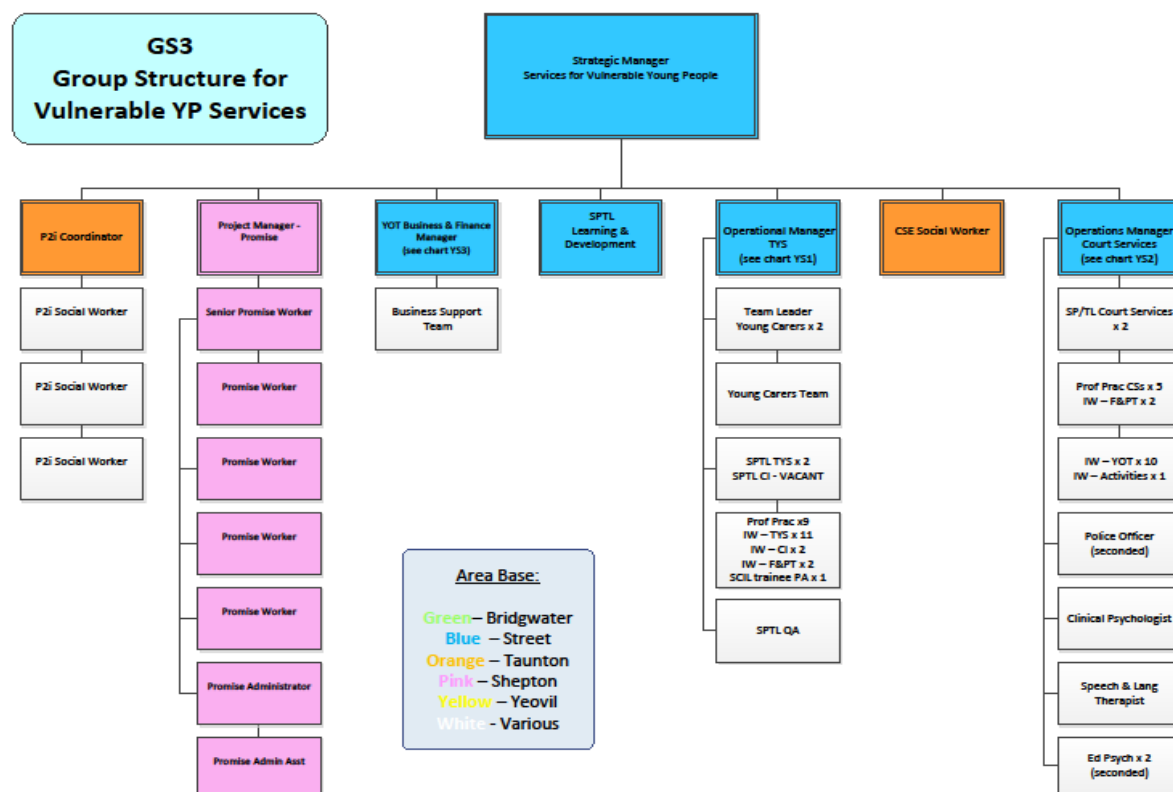 GS3
Group Structure for
Vulnerable YP Services
Strategic Manager
Services for Vulnerable Young People
P2i Coordinator
P2i Social Worker
P2i Social Worker
P2i Social Worker
Project Manager -
Promise
Senior Promise Worker
Promise Worker
Promise Worker
Promise Worker
Promise Worker
Promise Administrator
Promise Admin Asst
YOT Business & Finance
Manager
(see chart YS3)
Business Support
Team
SPTL
Learning &
Development
Operational Manager
TYS
(see chart YS1)
Team Leader
Young Carers x 2
Young Carers Team
SPTL TYS x 2
SPTL CI - VACANT
Prof Prac x9
IW – TYS x 11
IW – CI x 2
IW – F&PT x 2
SCIL trainee PA x 1
SPTL QA
CSE Social Worker
Operations Manager
Court Services
(see chart YS2)
SP/TL Court Services
x 2
Prof Prac CSs x 5
IW – F&PT x 2
IW – YOT x 10
IW – Activities x 1
Police Officer
(seconded)
Clinical Psychologist
Speech & Lang
Therapist
Ed Psych x 2
(seconded)
Area Base:
Green– Bridgwater
Blue – Street
Orange – Taunton
Pink – Shepton
Yellow – Yeovil
White - Various